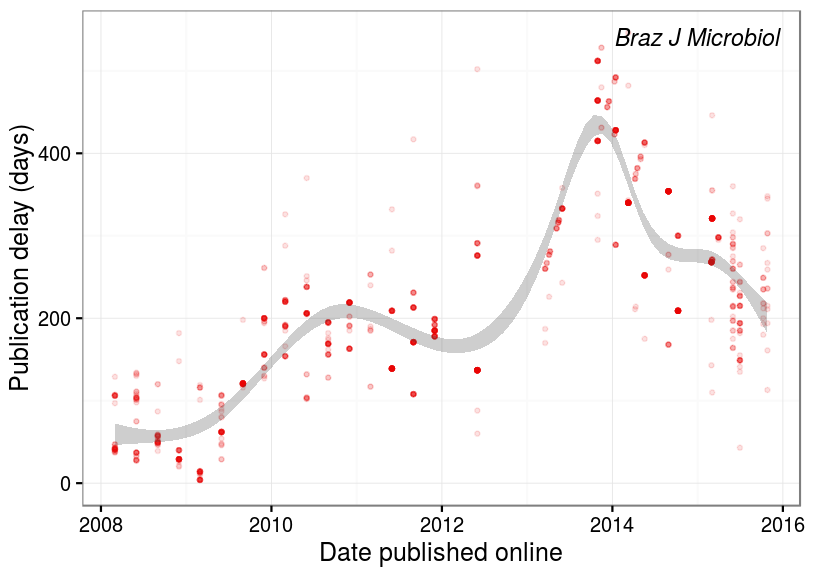 Braz J Microbiol
Publication delay (days)
400
200
0
2008 2010 2012 2014 2016
Date published online